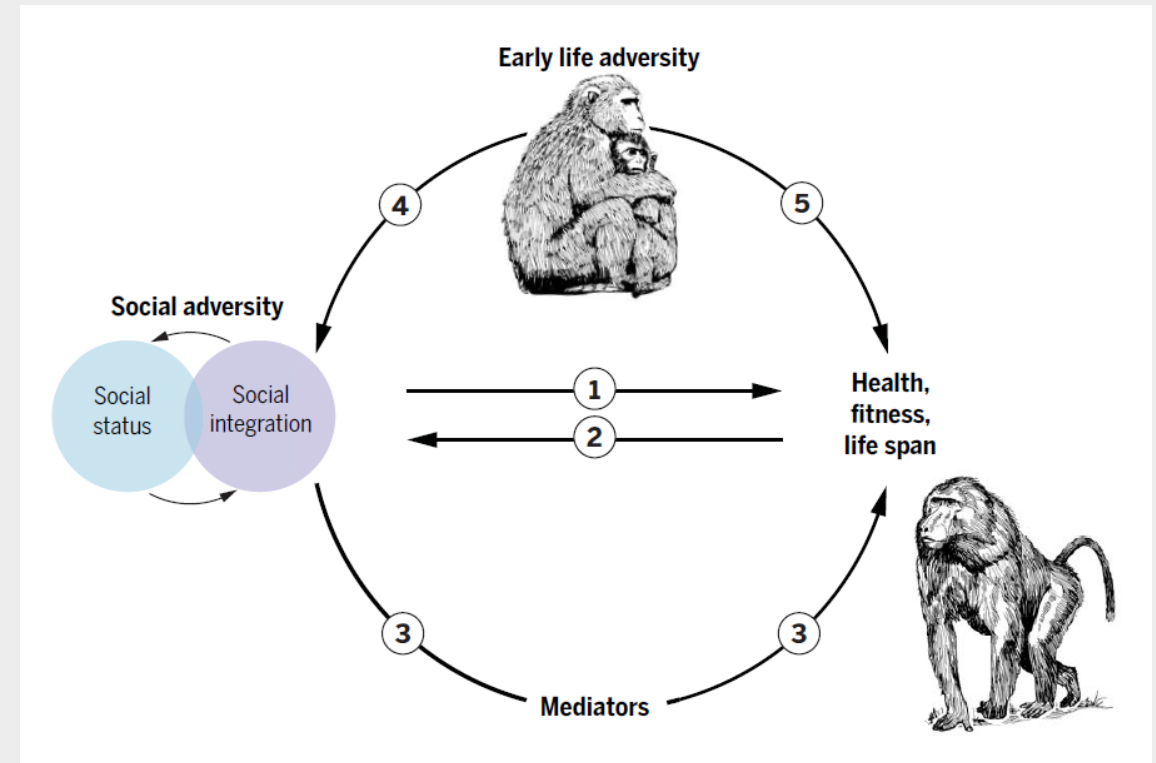 Early life adversity
4
5
Social adversity
Social
status
Social
integration
1
2
Health,
fitness,
life span
3
3
Mediators